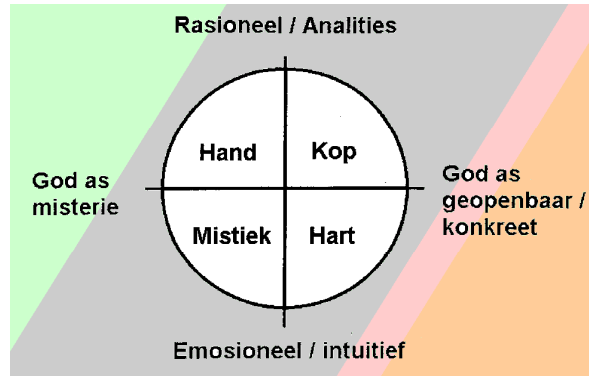 Rasioneel / Analities
Hand
Kop
God as
misterie
God as
geopenbaar /
konkreet
Mistiek
Hart
Emosioneel / intuitief